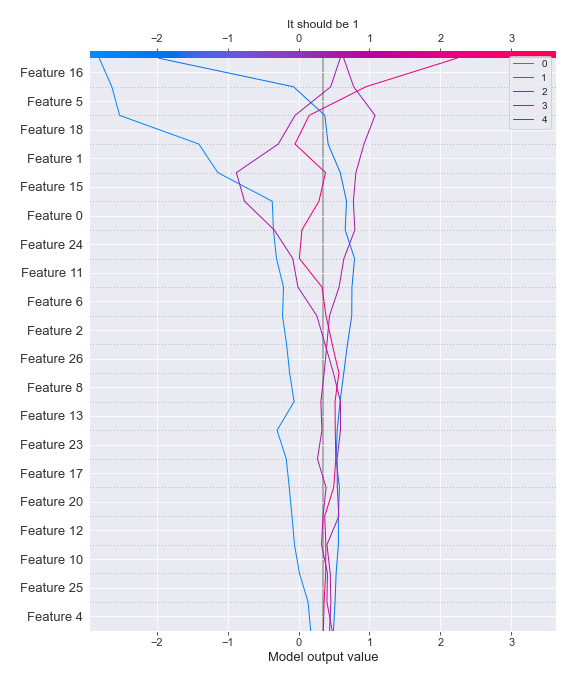 It should be 1
−2 −1 0 1 2 3
0
1
2
3
4
Feature 16
Feature 5
Feature 18
Feature 1
Feature 15
Feature 0
Feature 24
Feature 11
Feature 6
Feature 2
Feature 26
Feature 8
Feature 13
Feature 23
Feature 17
Feature 20
Feature 12
Feature 10
Feature 25
Feature 4
−2 −1 0 1 2 3
Model output value